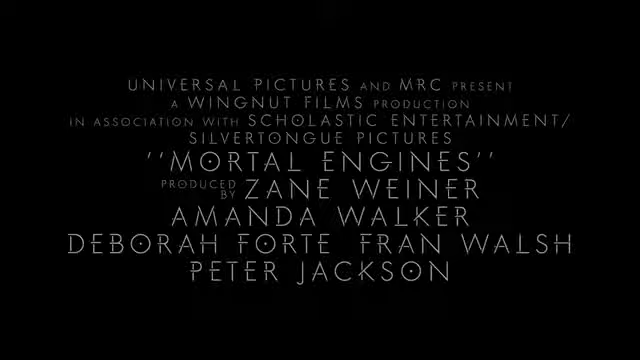 UNIVERSAL PICTURES AND MRC PRESENT
A WINGNUT FILMS PRODUCTION
IN ASSOCIATION WITH SCHOLASTIC ENTERTAINMENT/
SILVERTONGUE PICTURES
''MORTAL ENGINES''
PRODUCED BY ZANE WEINER
AMANDA WALKER
DEBORAH FORTE FRAN WALSH
PETER JACKSON